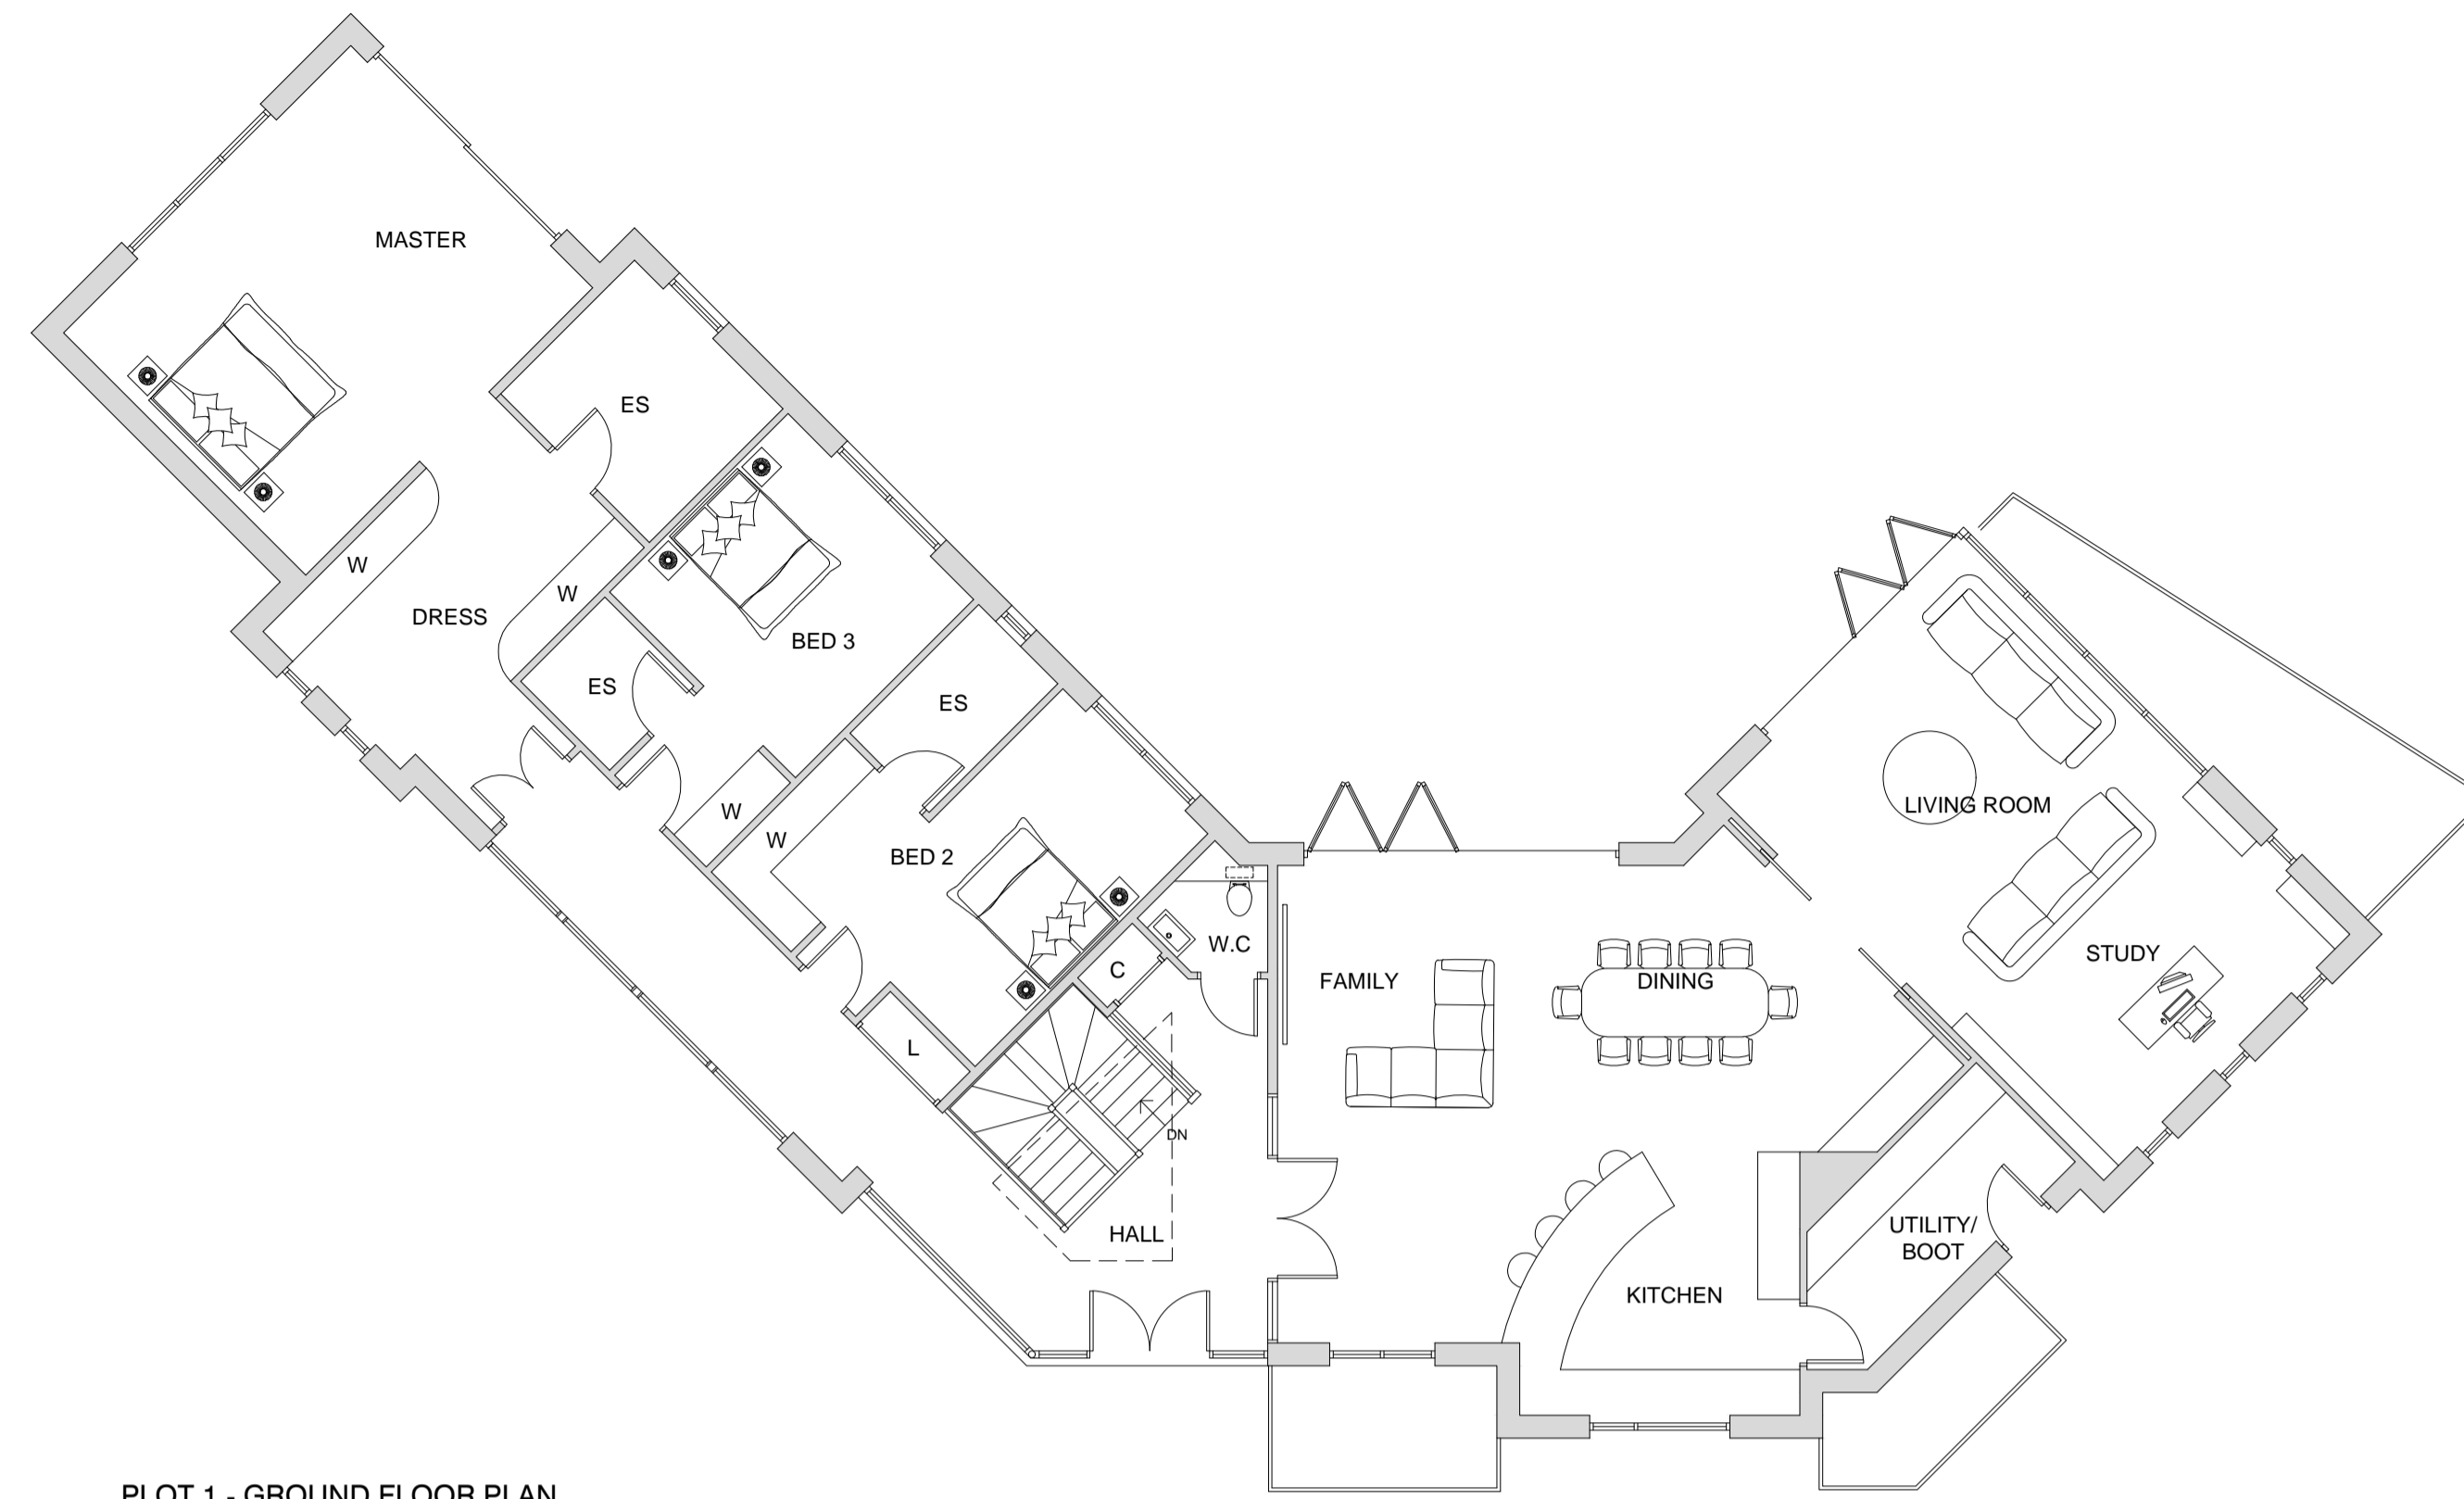 MASTER
ES
W
W
DRESS
BED 3
ES
ES
W
W
BED 2
LIVING ROOM
W.C
STUDY
C
FAMILY
DINING
L
DN
HALL
UTILITY/
BOOT
KITCHEN
PLOT 1 - GROUND FLOOR PLAN